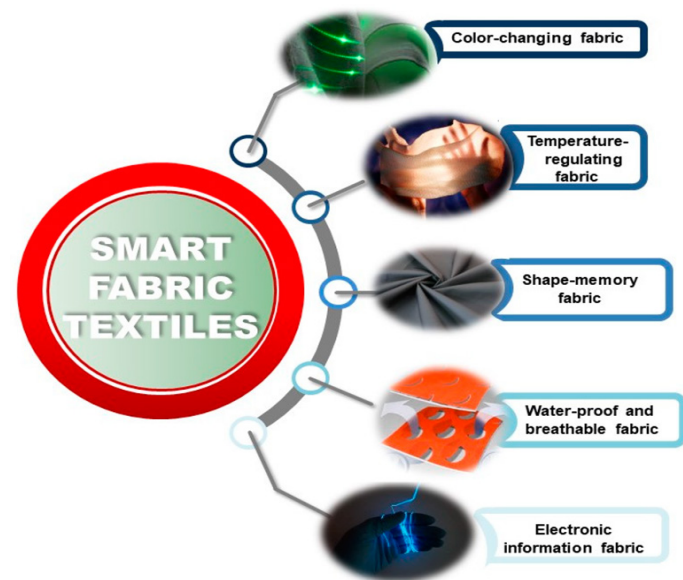 SMART
FABRIC
TEXTILES
Color-changing fabric
Temperature-
regulating
fabric
Shape-memory
fabric
Water-proof and
breathable fabric
Electronic
information fabric